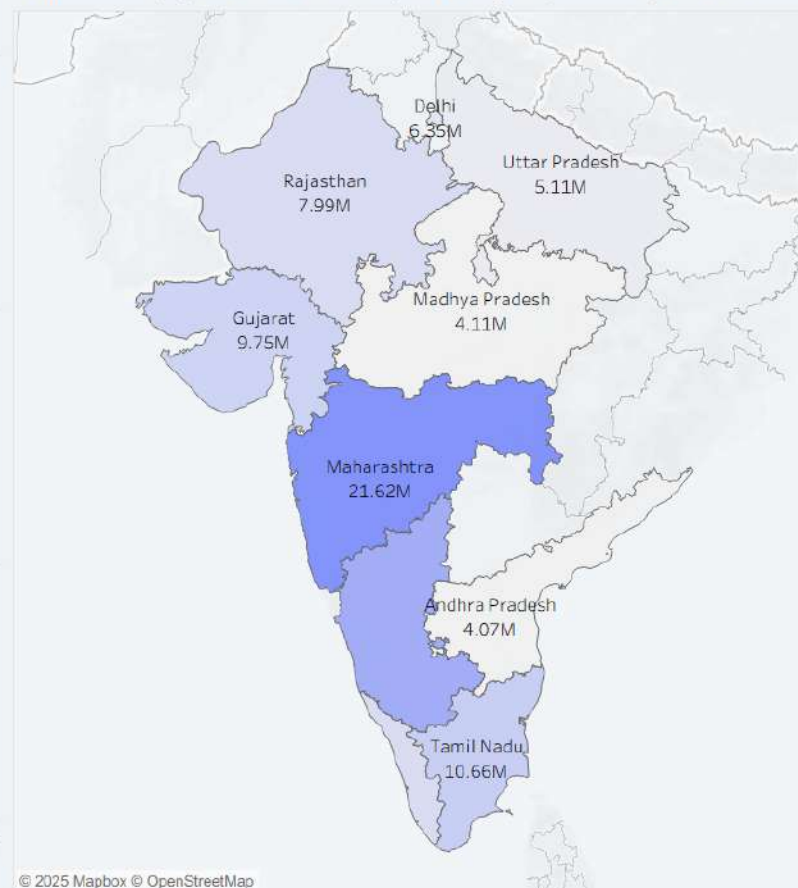 Delhi
6.35M
Uttar Pradesh
5.11M
Rajasthan
7.99M
Madhya Pradesh
4.11M
Gujarat
9.75M
Maharashtra
21.62M
Andhra Pradesh
4.07M
Tamil Nadu
10.66M
© 2025 Mapbox © OpenStreetMap